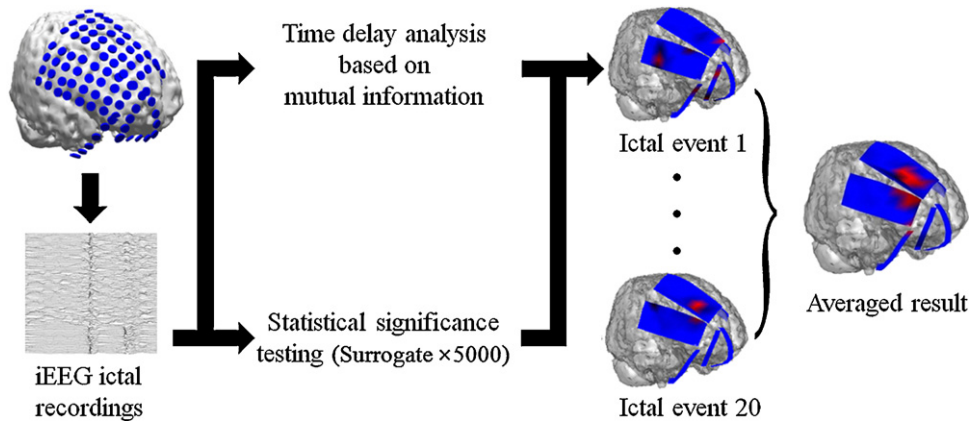 Time delay analysis
based on
mutual information
Ictal event 1
Averaged result
Statistical significance
testing (Surrogate ×5000)
iEEG ictal
recordings
Ictal event 20